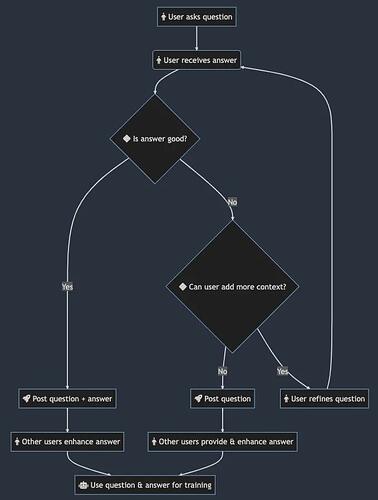 User asks question
User receives answer
Is answer good?
No
Yes
Can user add more context?
No
Yes
Post question + answer
Post question
User refines question
Other users enhance answer
Other users provide & enhance answer
Use question & answer for training